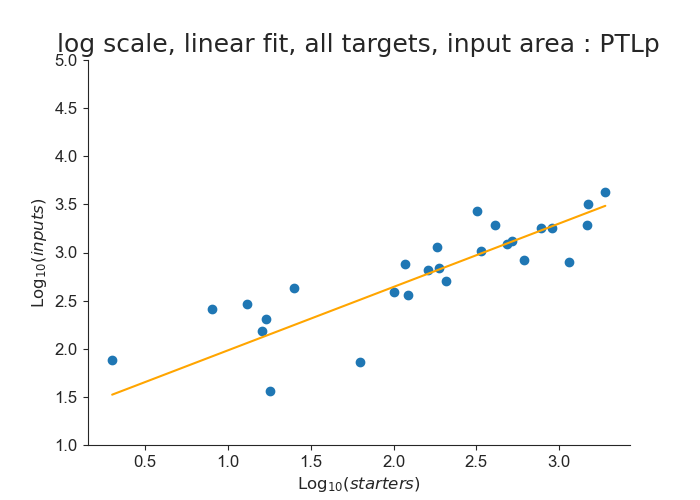 log scale, linear fit, all targets, input area : PTLp
5.0
4.5
4.0
3.5
3.0
2.5
2.0
1.5
1.0
Log₁₀(inputs)
0.5 1.0 1.5 2.0 2.5 3.0
Log₁₀(starters)